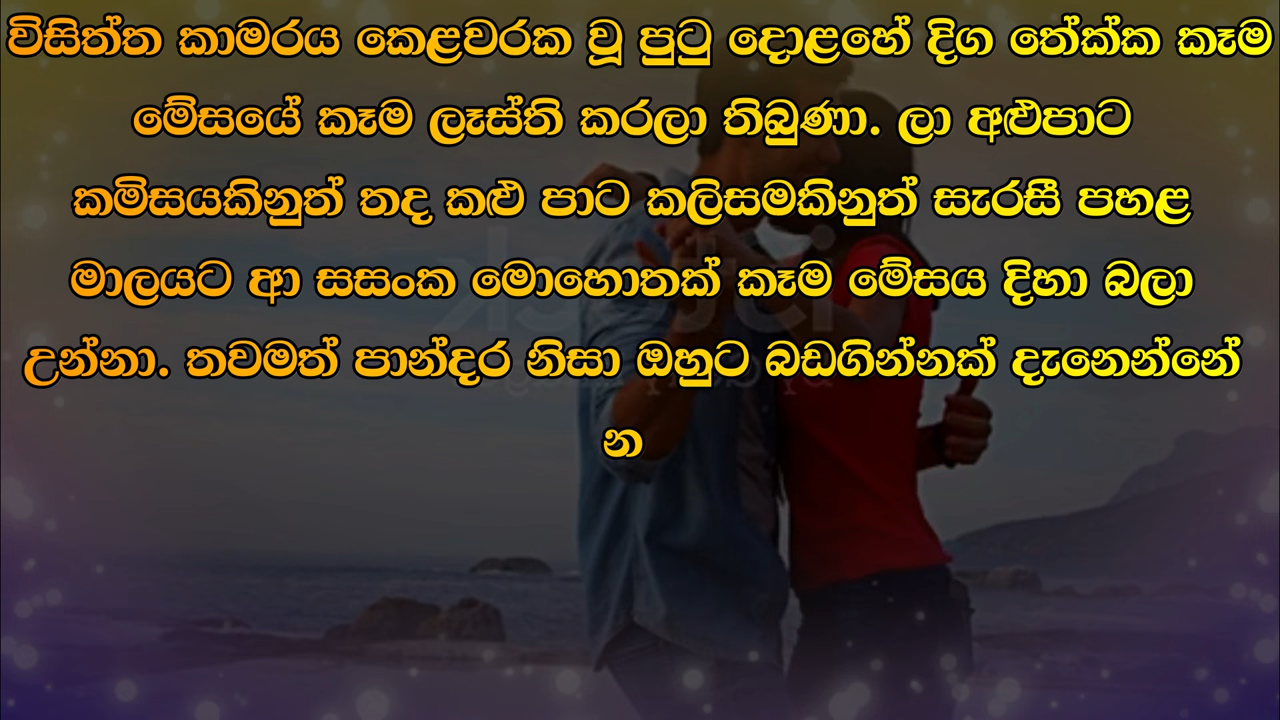 විසිත්ත කාමරය කෙළවරක වූ පුටු දොළහේ දිග තේක්ක කෑම
මේසයේ කෑම ලෑස්ති කරලා තිබුණා. ලා අළුපාට
කමිසයකිනුත් තද කළු පාට කලිසමකිනුත් සැරසී පහළ
මාලයට ආ සසංක මොහොතක් කෑම මේසය දිහා බලා
උන්නා. තවමත් පාන්දර නිසා ඔහුට බඩගින්නක් දැනෙන්නේ
න